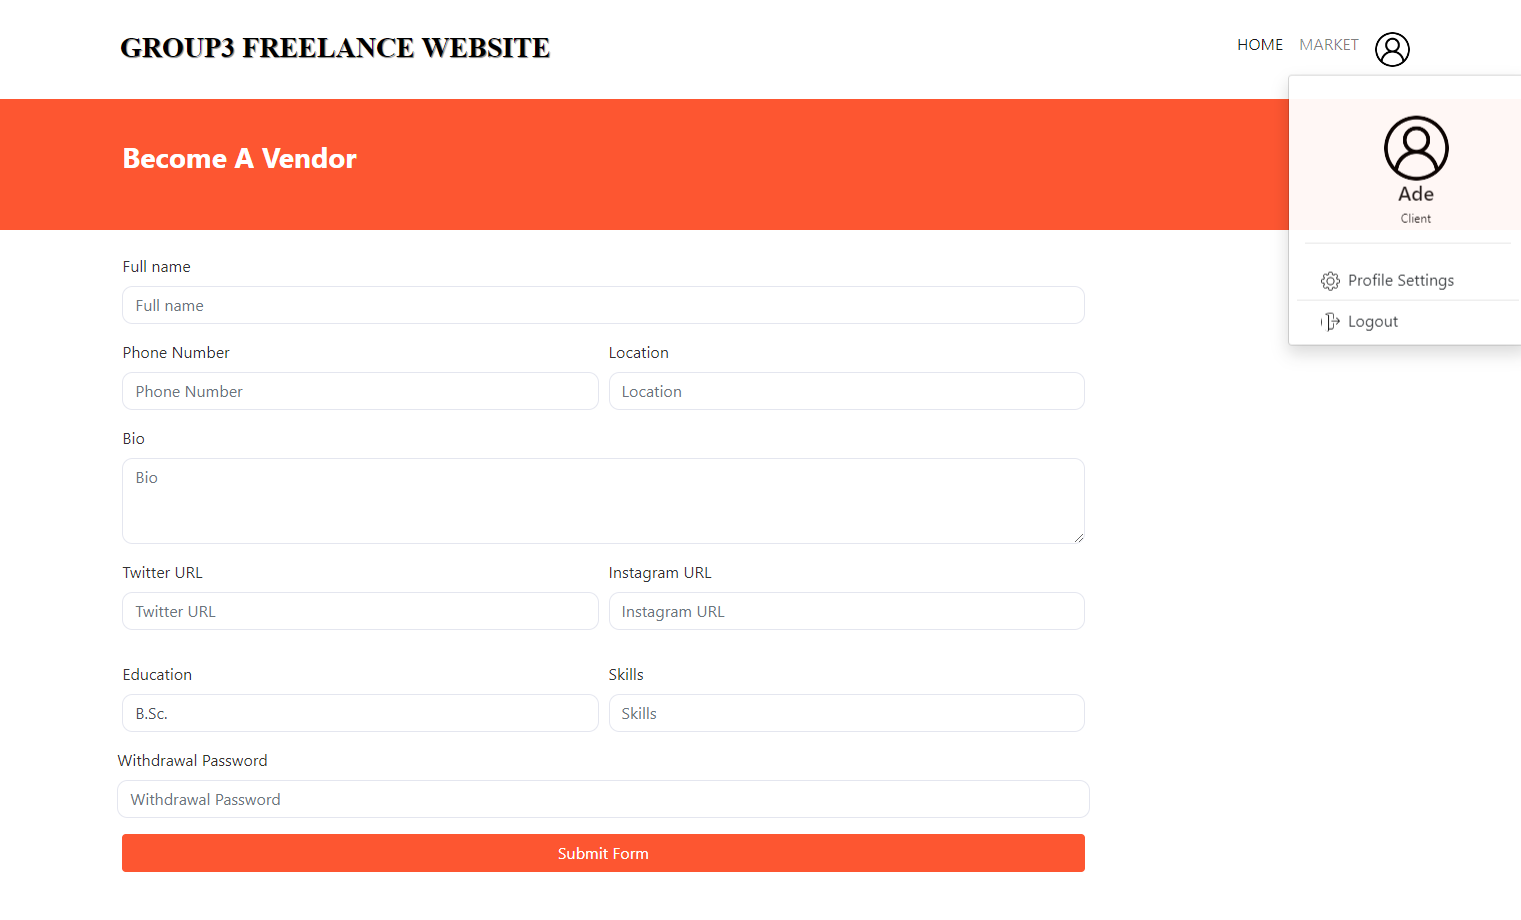 GROUP3 FREELANCE WEBSITE
HOME MARKET
Become A Vendor
Ade
Client
Profile Settings
Logout
Full name
Full name
Phone Number Location
Phone Number Location
Bio
Bio
Twitter URL Instagram URL
Twitter URL Instagram URL
Education Skills
B.Sc. Skills
Withdrawal Password
Withdrawal Password
Submit Form